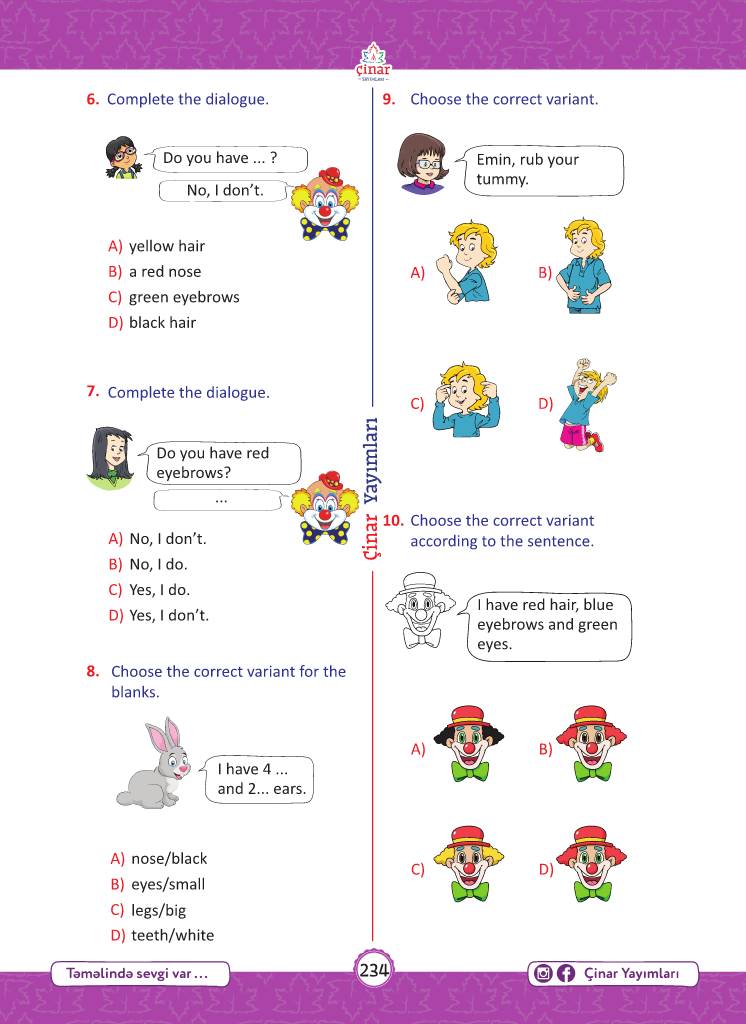 çinar
YAYIMLARI
6. Complete the dialogue.
Do you have ... ?
No, I don't.
A) yellow hair
B) a red nose
C) green eyebrows
D) black hair
7. Complete the dialogue.
Do you have red
eyebrows?
...
A) No, I don't.
B) No, I do.
C) Yes, I do.
D) Yes, I don't.
8. Choose the correct variant for the
blanks.
I have 4 ...
and 2... ears.
A) nose/black
B) eyes/small
C) legs/big
D) teeth/white
Çinar Yayımları
9. Choose the correct variant.
Emin, rub your
tummy.
A)
B)
C)
D)
10. Choose the correct variant
according to the sentence.
I have red hair, blue
eyebrows and green
eyes.
A)
B)
C)
D)
Təməlində sevgi var ...
234
Çinar Yayımları